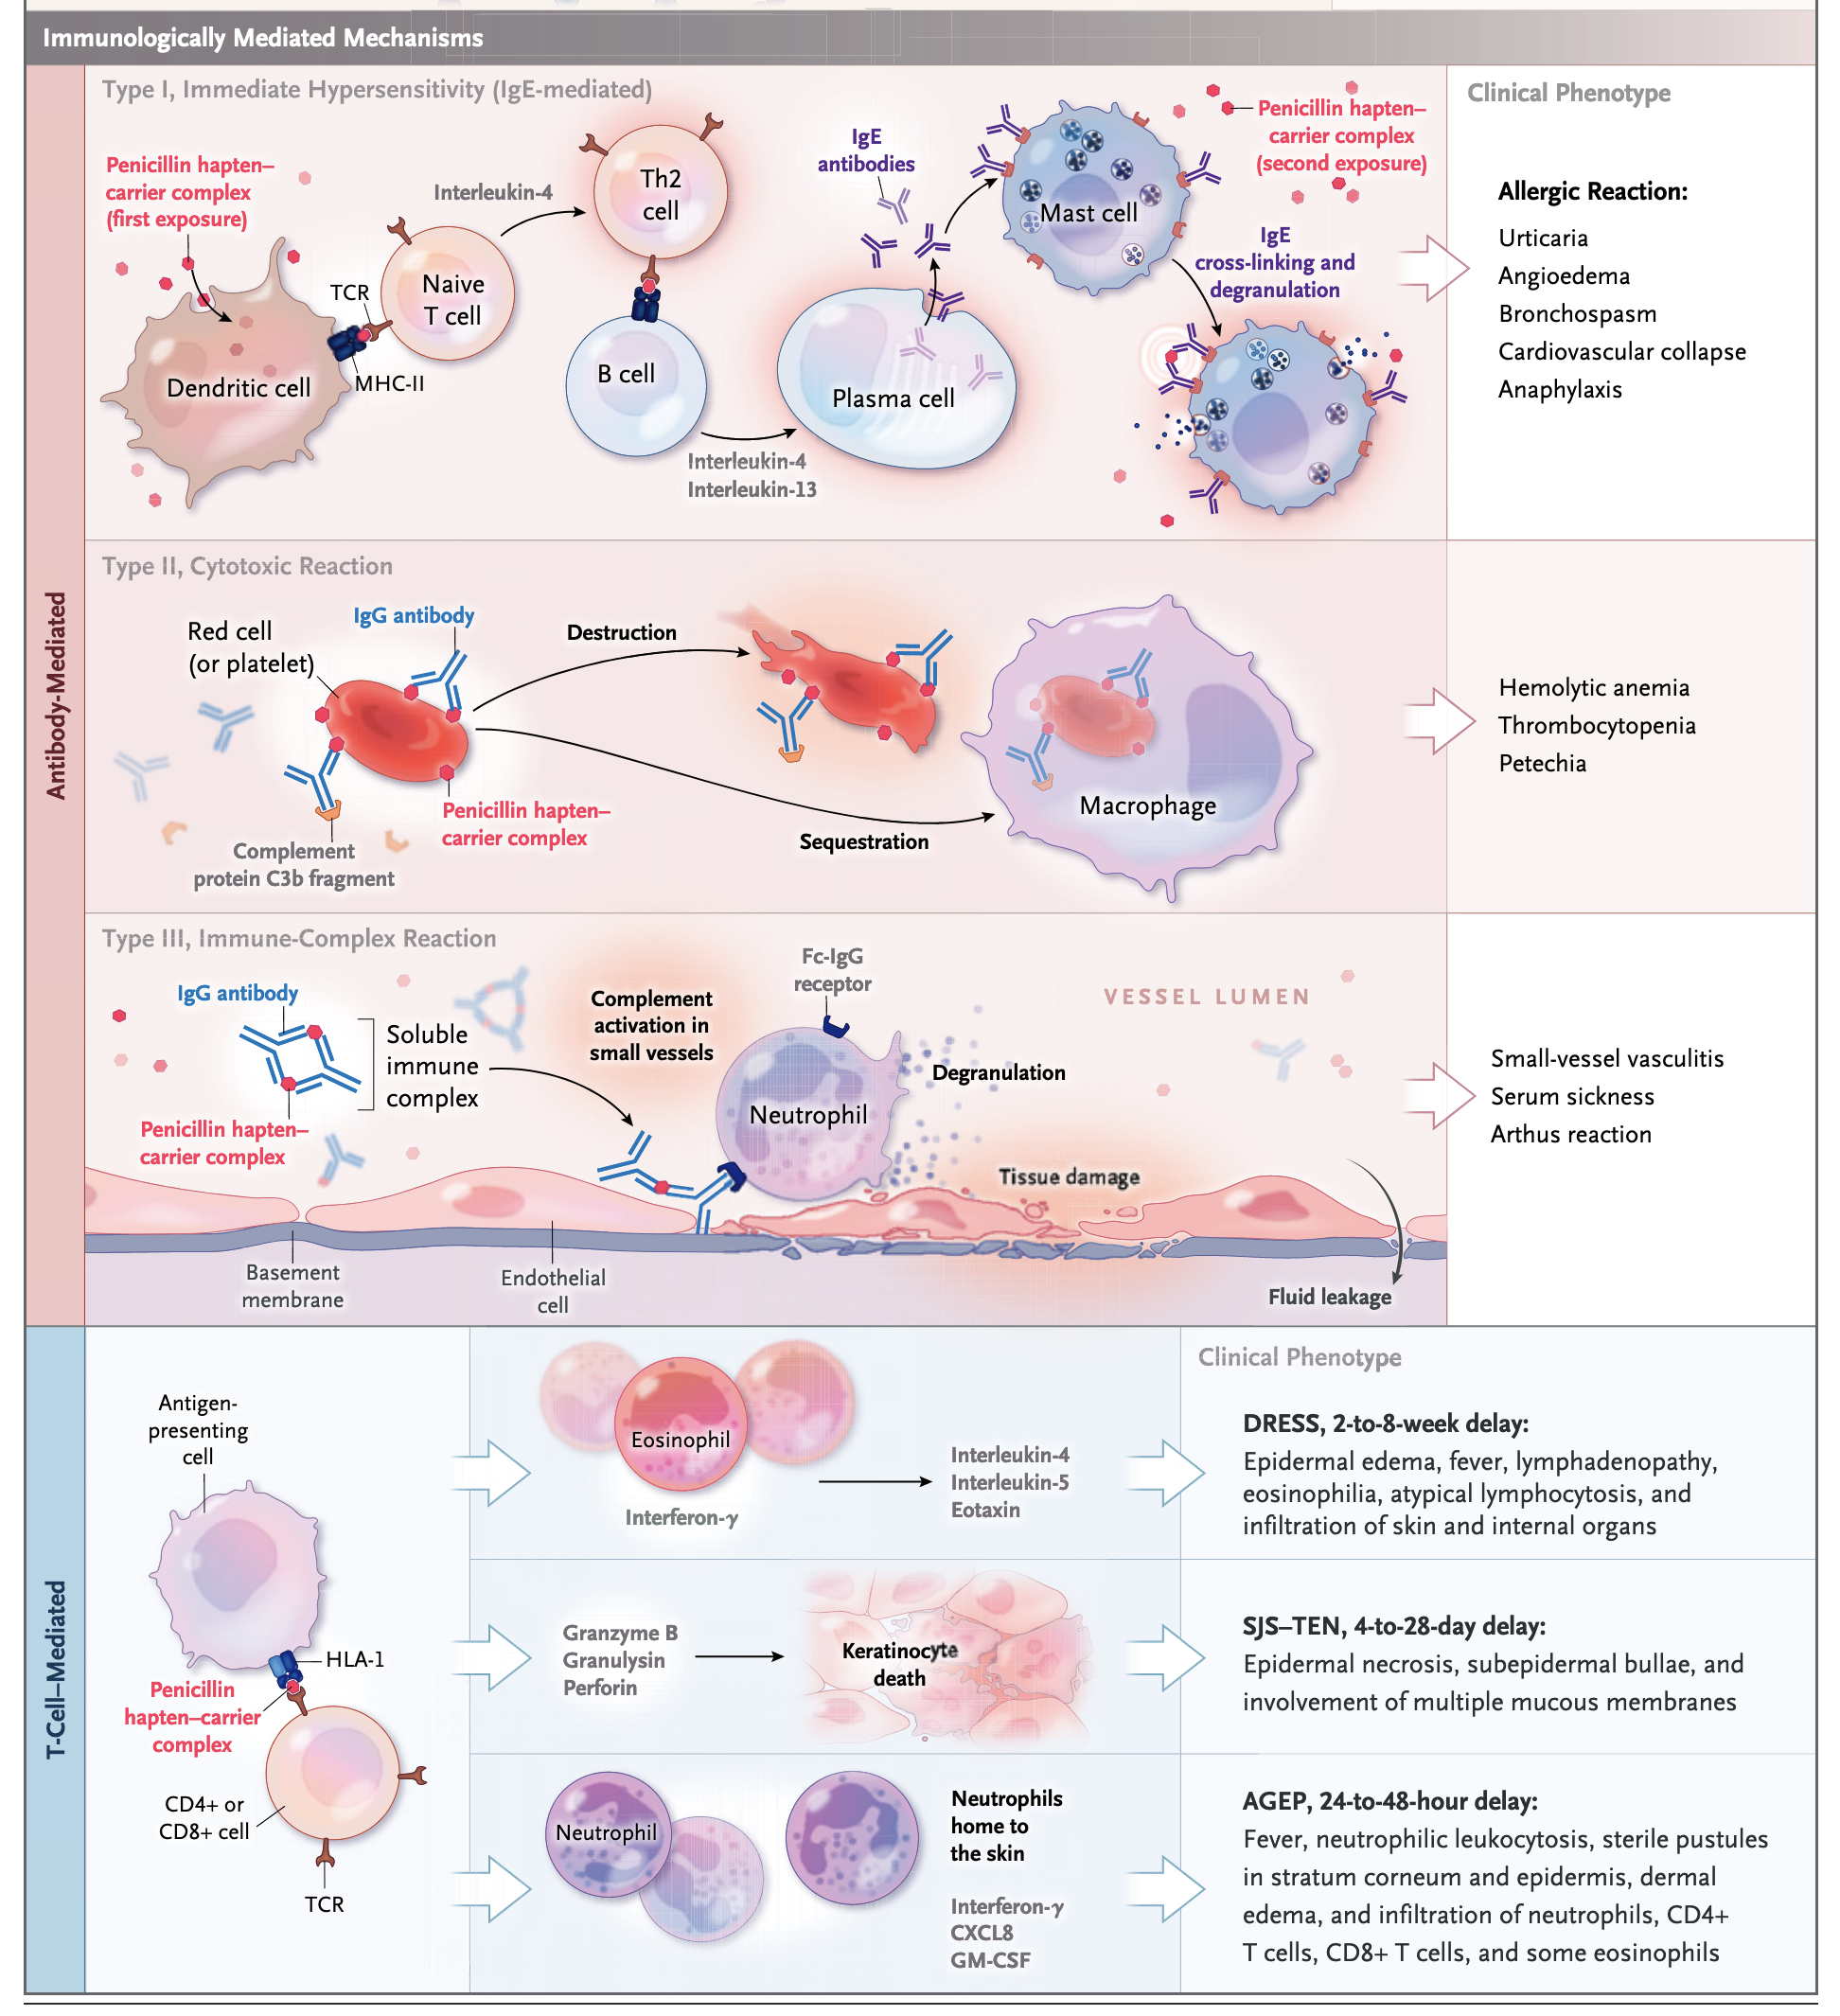 Immunologically Mediated Mechanisms
Antibody-Mediated
Type I, Immediate Hypersensitivity (IgE-mediated)
Clinical Phenotype
Penicillin hapten–
carrier complex
(first exposure)
Dendritic cell
TCR
MHC-II
Naive
T cell
Interleukin-4
Th2
cell
B cell
Interleukin-4
Interleukin-13
Plasma cell
IgE
antibodies
Mast cell
Penicillin hapten–
carrier complex
(second exposure)
IgE
cross-linking and
degranulation
Allergic Reaction:
Urticaria
Angioedema
Bronchospasm
Cardiovascular collapse
Anaphylaxis
Type II, Cytotoxic Reaction
Red cell
(or platelet)
IgG antibody
Penicillin hapten–
carrier complex
Complement
protein C3b fragment
Destruction
Sequestration
Macrophage
Hemolytic anemia
Thrombocytopenia
Petechia
Type III, Immune-Complex Reaction
IgG antibody
Soluble
immune
complex
Penicillin hapten–
carrier complex
Complement
activation in
small vessels
Fc-IgG
receptor
Neutrophil
Degranulation
VESSEL LUMEN
Tissue damage
Basement
membrane
Endothelial
cell
Fluid leakage
Small-vessel vasculitis
Serum sickness
Arthus reaction
T-Cell–Mediated
Antigen-
presenting
cell
HLA-1
Penicillin
hapten–carrier
complex
CD4+ or
CD8+ cell
TCR
Clinical Phenotype
Eosinophil
Interferon-γ
Interleukin-4
Interleukin-5
Eotaxin
DRESS, 2-to-8-week delay:
Epidermal edema, fever, lymphadenopathy,
eosinophilia, atypical lymphocytosis, and
infiltration of skin and internal organs
Granzyme B
Granulysin
Perforin
Keratinocyte
death
SJS–TEN, 4-to-28-day delay:
Epidermal necrosis, subepidermal bullae, and
involvement of multiple mucous membranes
Neutrophil
Neutrophils
home to
the skin
Interferon-γ
CXCL8
GM-CSF
AGEP, 24-to-48-hour delay:
Fever, neutrophilic leukocytosis, sterile pustules
in stratum corneum and epidermis, dermal
edema, and infiltration of neutrophils, CD4+
T cells, CD8+ T cells, and some eosinophils